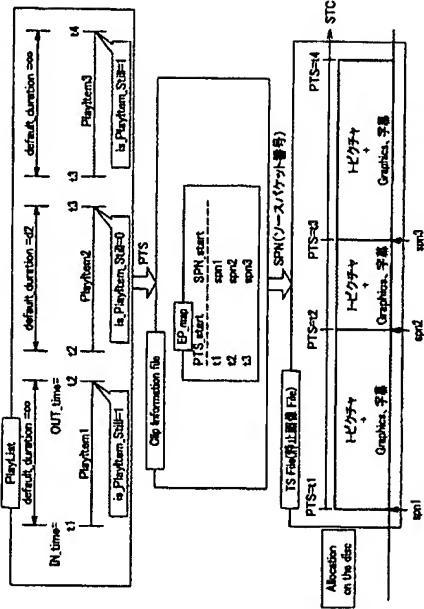 PlayList
default_duration =∞
default_duration =d2
default_duration =∞
IN_time=
OUT_time=
t1
t2
t2
t3
t3
t4
PlayItem1
PlayItem2
PlayItem3
is_PlayItem_Still=1
is_PlayItem_Still=0
is_PlayItem_Still=1
PTS
Clip Information file
EP_map
PTS_start
SPN_start
t1
spn1
t2
spn2
t3
spn3
SPN(ソースパケット番号)
TS File(静止画像 File)
PTS=t1
PTS=t2
PTS=t3
PTS=t4
STC
I-ピクチャ
+
Graphics、字幕
I-ピクチャ
+
Graphics、字幕
I-ピクチャ
+
Graphics、字幕
spn1
spn2
spn3
Allocation
on the disc